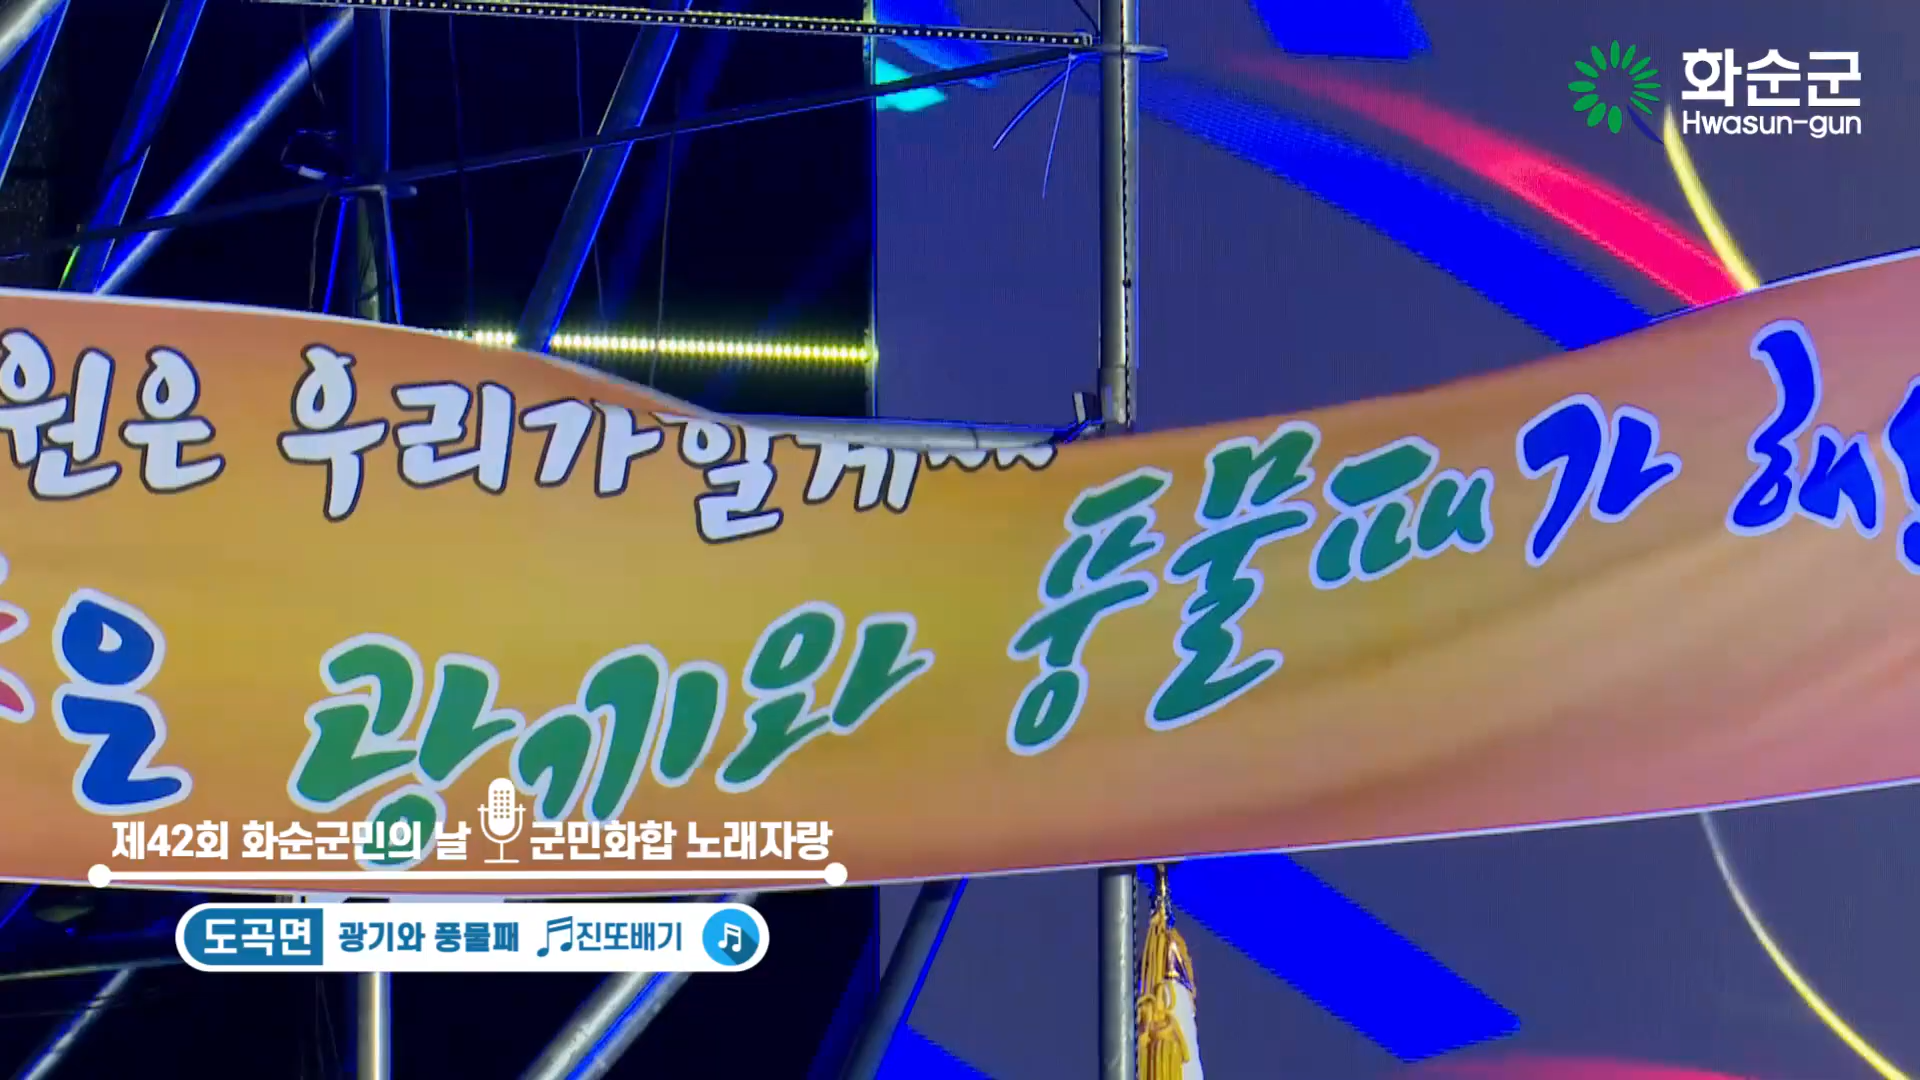 화순군
Hwasun-gun
원은 우리가 할게~~~
을 광기와 풍물패가 해
제42회 화순군민의 날 군민화합 노래자랑
도곡면 광기와 풍물패 진또배기